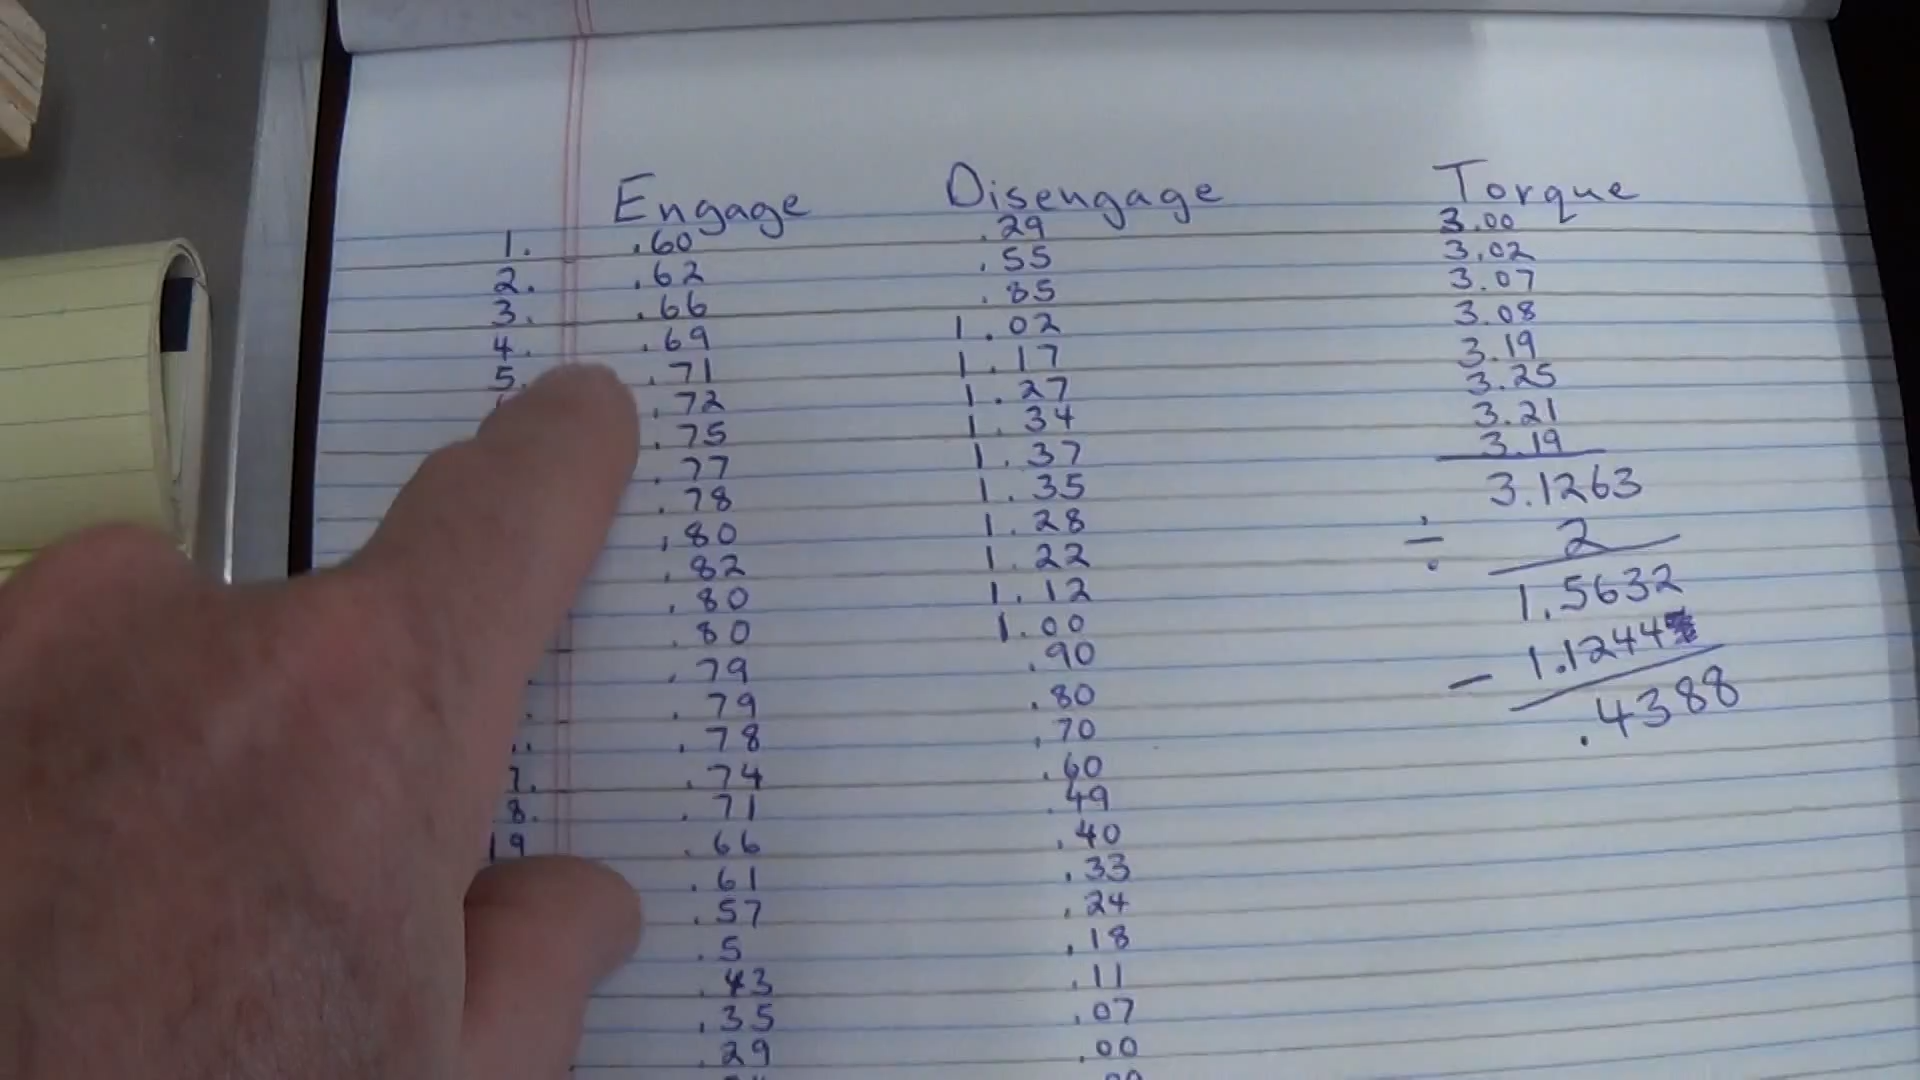 Engage Disengage Torque
1. .60 .29 3.00
2. .62 .55 3.02
3. .66 .85 3.07
4. .69 1.02 3.08
5. .71 1.17 3.19
.72 1.27 3.25
.75 1.34 3.21
.77 1.37 3.19
.78 1.35 3.1263
.80 1.28 ÷ 2
.82 1.22 1.5632
.80 1.12 - 1.1244
.80 1.00 .4388
.79 .90
.79 .80
.78 .70
7. .74 .60
8. .71 .49
19 .66 .40
.61 .33
.57 .24
.5 .18
.43 .11
.35 .07
.29 .00